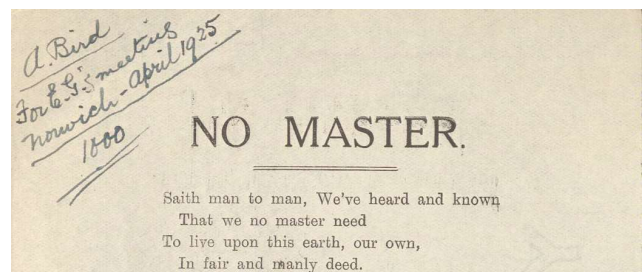 A. Bird
For E. G's meeting
Norwich - April 1925
1000
NO MASTER.
Saith man to man, We've heard and known
That we no master need
To live upon this earth, our own,
In fair and manly deed.